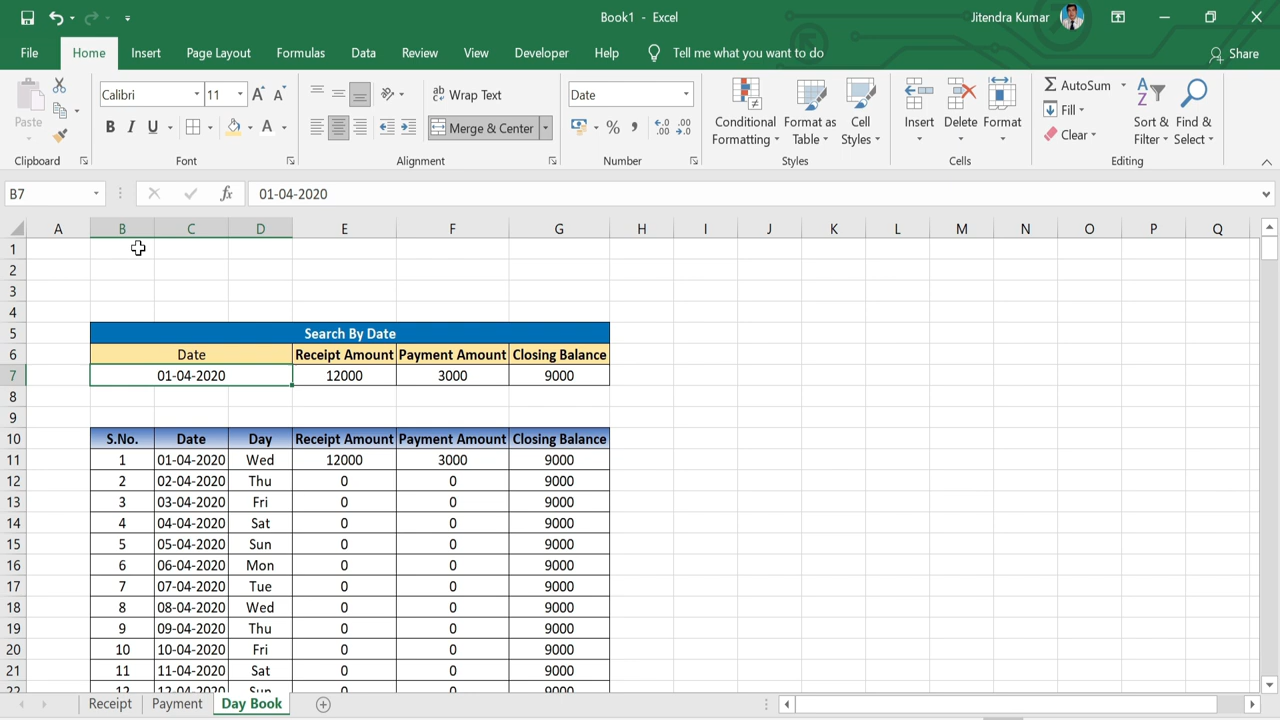 Book1 - Excel
Jitendra Kumar
File Home Insert Page Layout Formulas Data Review View Developer Help Tell me what you want to do Share
Paste
Clipboard
Calibri 11
B I U A
Font
Wrap Text
Merge & Center
Alignment
Date
%
Number
Conditional Formatting
Format as Table
Cell Styles
Styles
Insert
Delete
Format
Cells
AutoSum
Fill
Clear
Sort & Filter
Find & Select
Editing
B7 fx 01-04-2020
A B C D E F G H I J K L M N O P Q
1
2
3
4
5 Search By Date
6 Date Receipt Amount Payment Amount Closing Balance
7 01-04-2020 12000 3000 9000
8
9
10 S.No. Date Day Receipt Amount Payment Amount Closing Balance
11 1 01-04-2020 Wed 12000 3000 9000
12 2 02-04-2020 Thu 0 0 9000
13 3 03-04-2020 Fri 0 0 9000
14 4 04-04-2020 Sat 0 0 9000
15 5 05-04-2020 Sun 0 0 9000
16 6 06-04-2020 Mon 0 0 9000
17 7 07-04-2020 Tue 0 0 9000
18 8 08-04-2020 Wed 0 0 9000
19 9 09-04-2020 Thu 0 0 9000
20 10 10-04-2020 Fri 0 0 9000
21 11 11-04-2020 Sat 0 0 9000
22 12 12-04-2020 Sun 0 0 9000
Receipt Payment Day Book